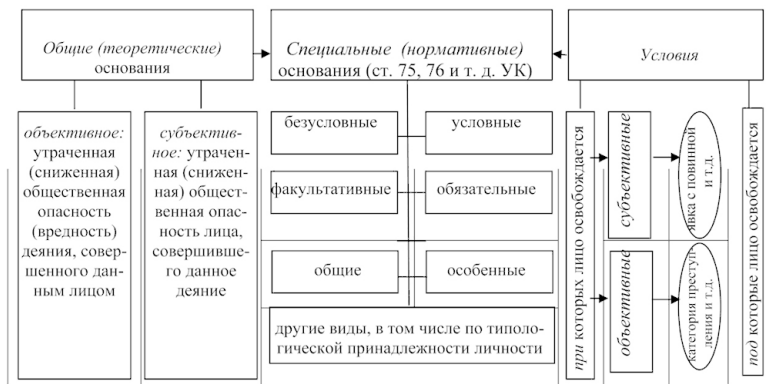 Общие (теоретические)
основания
Специальные (нормативные)
основания (ст. 75, 76 и т. д. УК)
Условия
объективное:
утраченная
(сниженная)
общественная
опасность
(вредность)
деяния, совер-
шенного дан-
ным лицом
субъектив-
ное: утрачен-
ная (снижен-
ная) общест-
венная опас-
ность лица,
совершивше-
го данное
деяние
безусловные
условные
факультативные
обязательные
общие
особенные
другие виды, в том числе по типоло-
гической принадлежности личности
при которых лицо освобождается
субъективные
явка с повинной
и т.д.
объективные
категория преступ-
ления и т.д.
под которые лицо освобождается